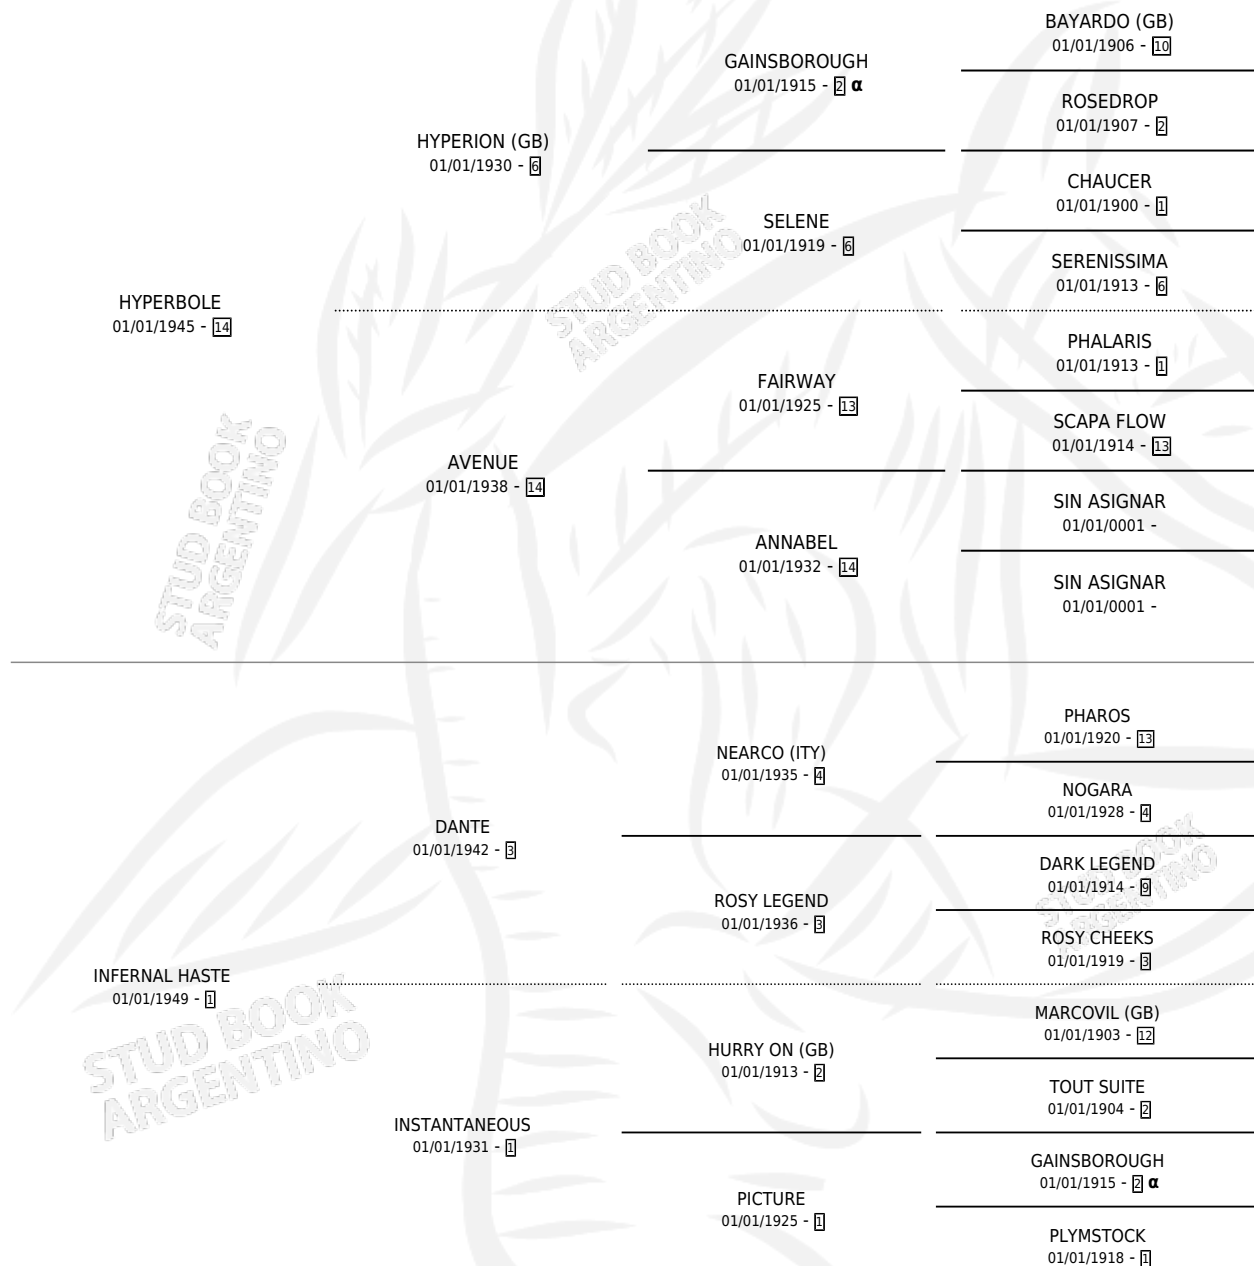 BAYARDO (GB)
01/01/1906 - 10
GAINSBOROUGH
01/01/1915 - 2 α
ROSEDROP
01/01/1907 - 2
HYPERION (GB)
01/01/1930 - 6
CHAUCER
01/01/1900 - 1
SELENE
01/01/1919 - 6
SERENISSIMA
01/01/1913 - 6
HYPERBOLE
01/01/1945 - 14
PHALARIS
01/01/1913 - 1
FAIRWAY
01/01/1925 - 13
SCAPA FLOW
01/01/1914 - 13
AVENUE
01/01/1938 - 14
SIN ASIGNAR
01/01/0001 -
ANNABEL
01/01/1932 - 14
SIN ASIGNAR
01/01/0001 -
STUD BOOK
ARGENTINO
STUD BOOK
ARGENTINO
PHAROS
01/01/1920 - 13
NEARCO (ITY)
01/01/1935 - 4
NOGARA
01/01/1928 - 4
DANTE
01/01/1942 - 3
DARK LEGEND
01/01/1914 - 9
ROSY LEGEND
01/01/1936 - 3
ROSY CHEEKS
01/01/1919 - 3
INFERNAL HASTE
01/01/1949 - 1
MARCOVIL (GB)
01/01/1903 - 12
HURRY ON (GB)
01/01/1913 - 2
TOUT SUITE
01/01/1904 - 2
INSTANTANEOUS
01/01/1931 - 1
GAINSBOROUGH
01/01/1915 - 2 α
PICTURE
01/01/1925 - 1
PLYMSTOCK
01/01/1918 - 1
STUD BOOK
ARGENTINO
STUD BOOK
ARGENTINO